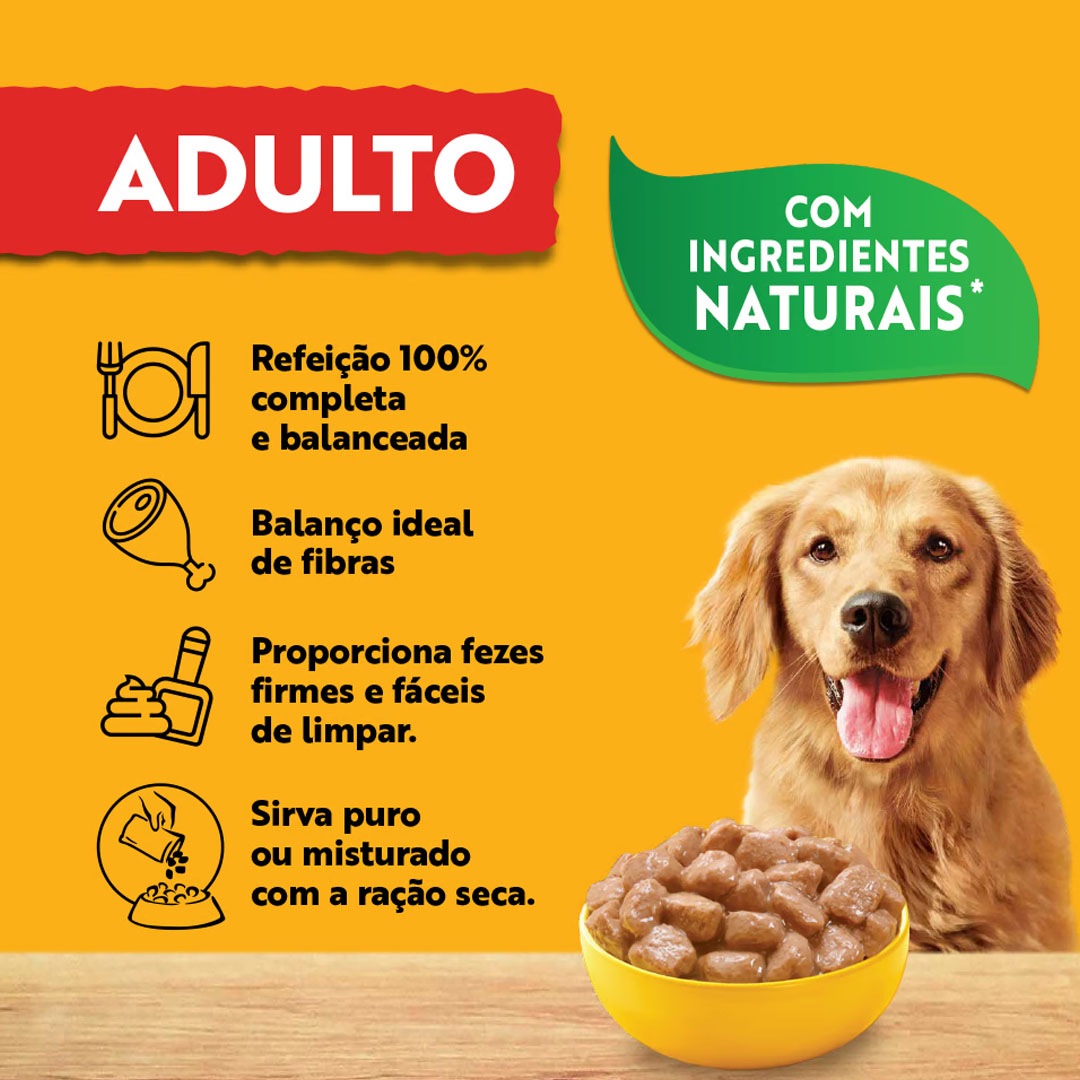 ADULTO
COM
INGREDIENTES
NATURAIS*
Refeição 100%
completa
e balanceada
Balanço ideal
de fibras
Proporciona fezes
firmes e fáceis
de limpar.
Sirva puro
ou misturado
com a ração seca.